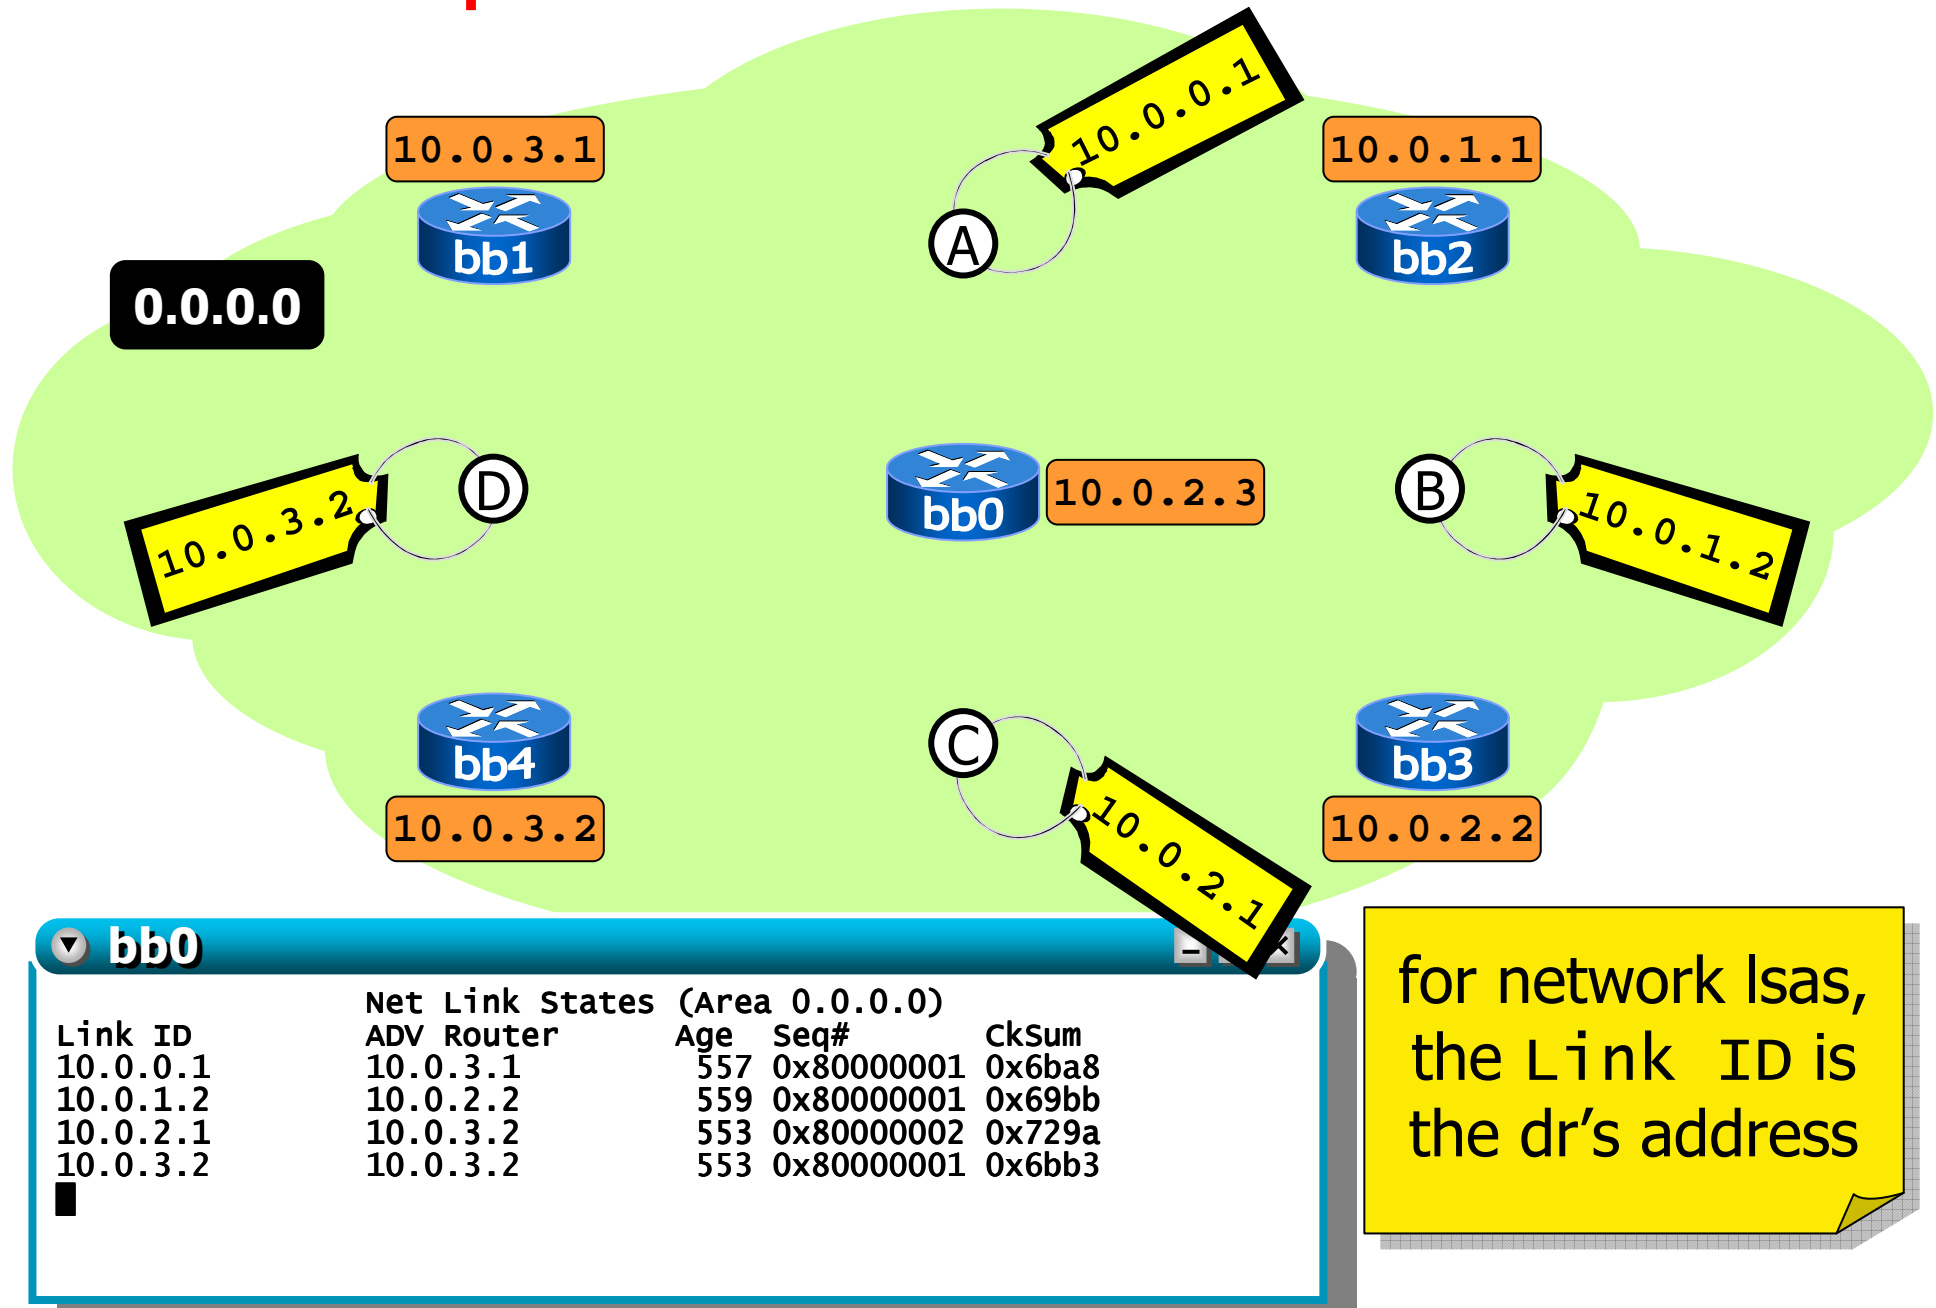 10.0.0.1
10.0.3.1
10.0.1.1
A
bb1
bb2
0.0.0.0
D
bb0
10.0.2.3
B
10.0.3.2
10.0.1.2
bb4
C
bb3
10.0.3.2
10.0.2.1
10.0.2.2
bb0
Net Link States (Area 0.0.0.0)
Link ID ADV Router Age Seq# CkSum
10.0.0.1 10.0.3.1 557 0x80000001 0x6ba8
10.0.1.2 10.0.2.2 559 0x80000001 0x69bb
10.0.2.1 10.0.3.2 553 0x80000002 0x729a
10.0.3.2 10.0.3.2 553 0x80000001 0x6bb3
for network lsas,
the Link ID is
the dr’s address